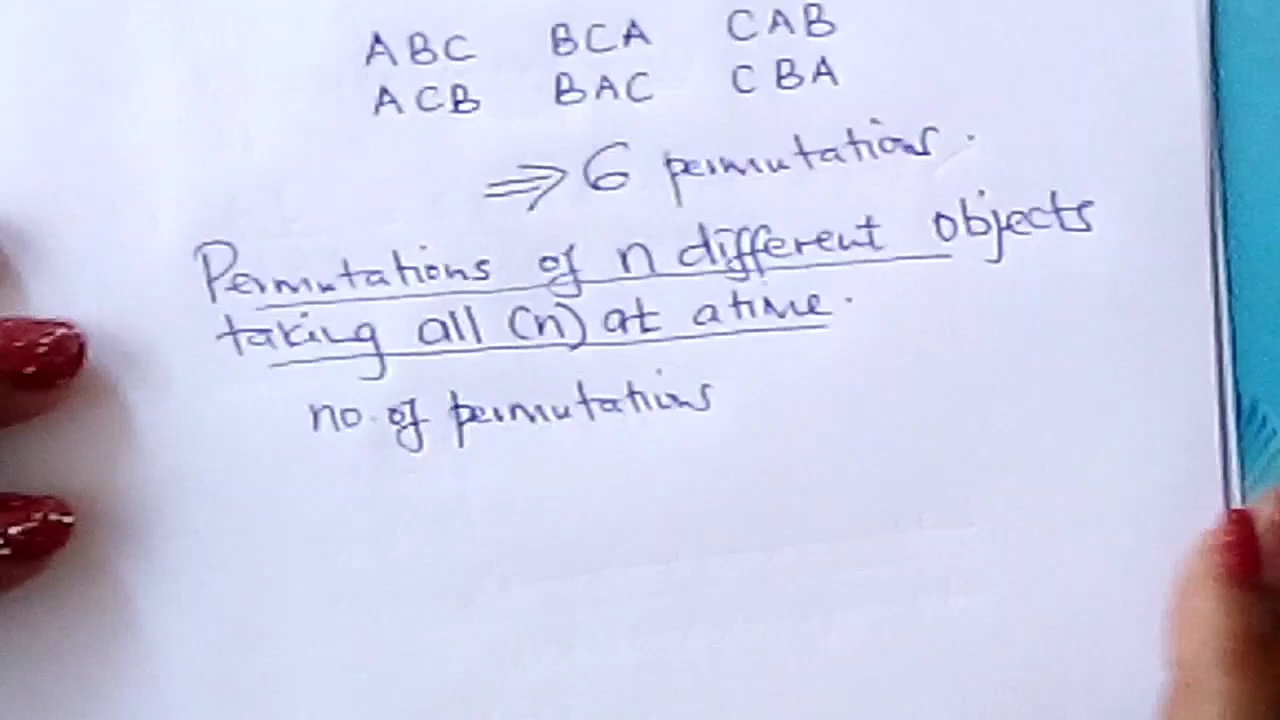 ABC BCA CAB
ACB BAC CBA
⇒ 6 permutations.
Permutations of n different objects
taking all (n) at a time.
no. of permutations